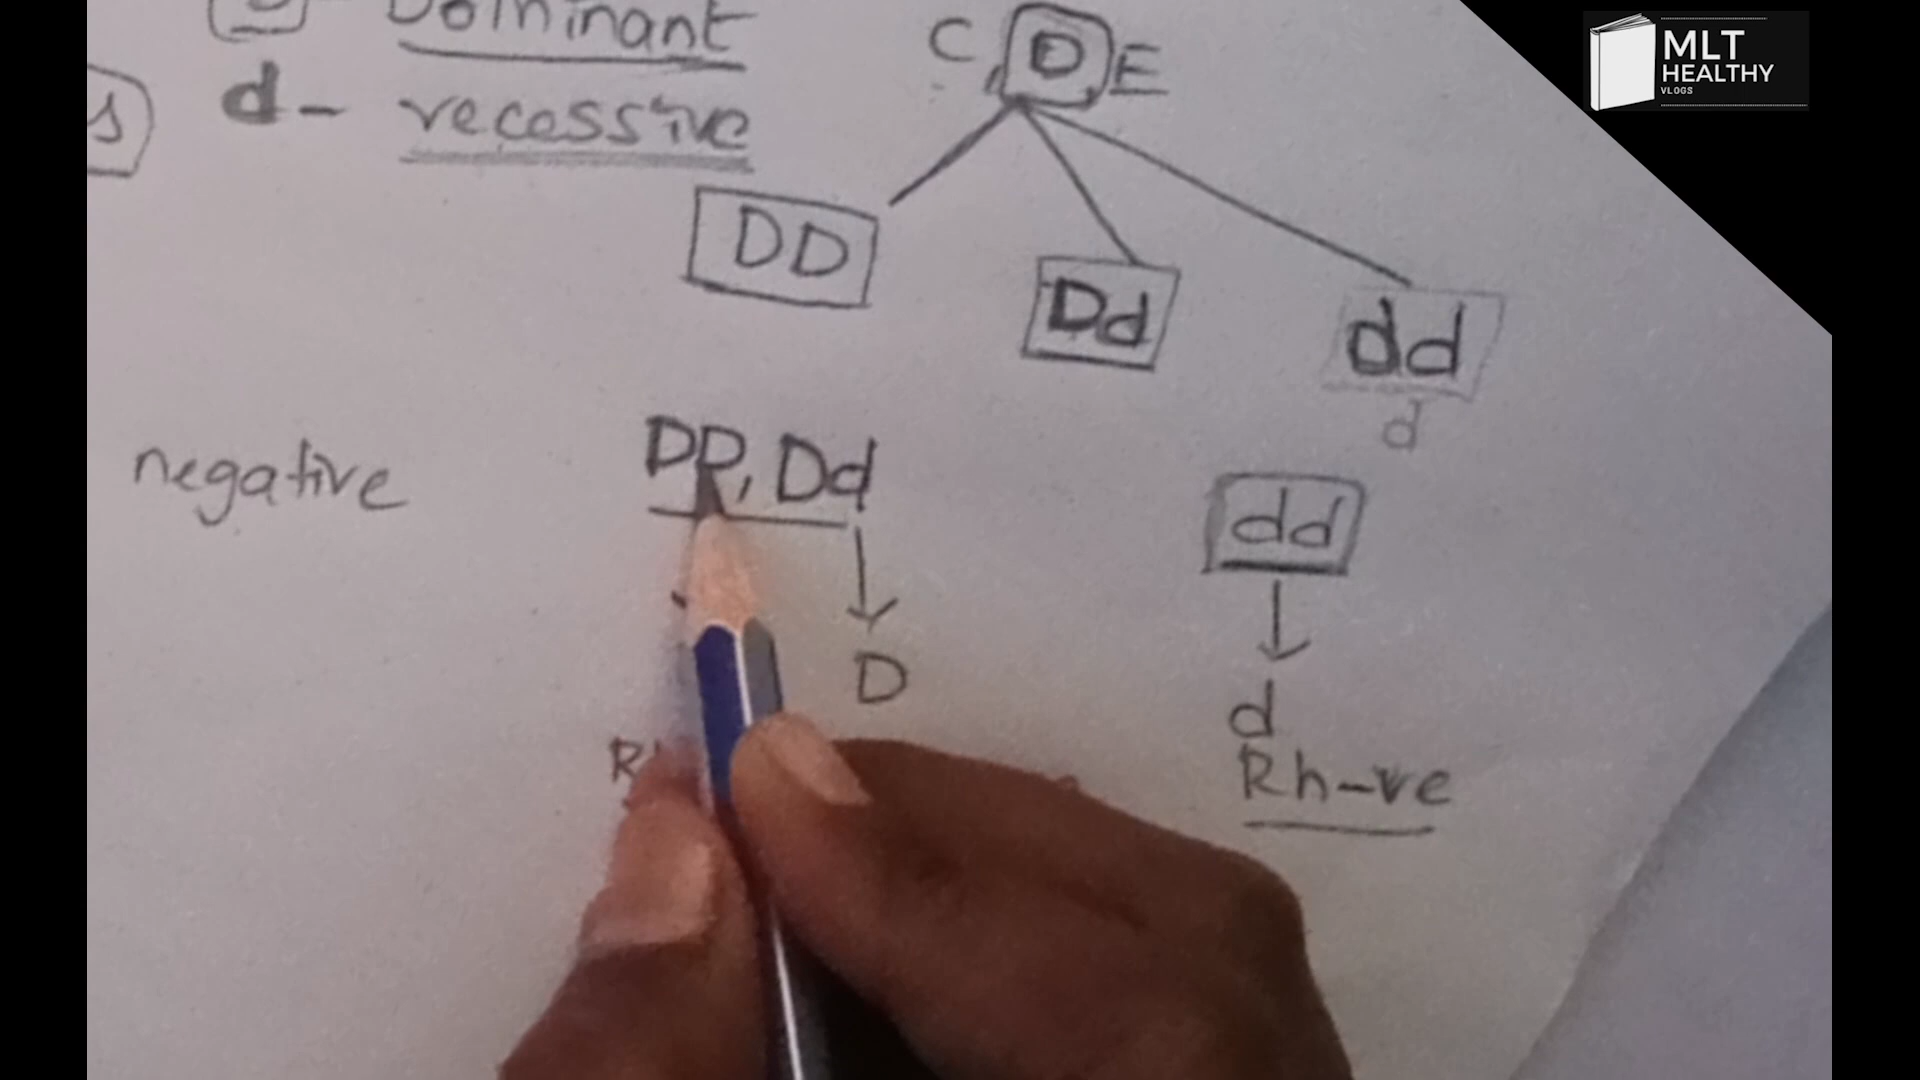 Dominant
C, D E
s
d - recessive
DD
Dd
dd
d
negative
DD, Dd
dd
D
d
Rh-ve
MLT
HEALTHY
VLOGS